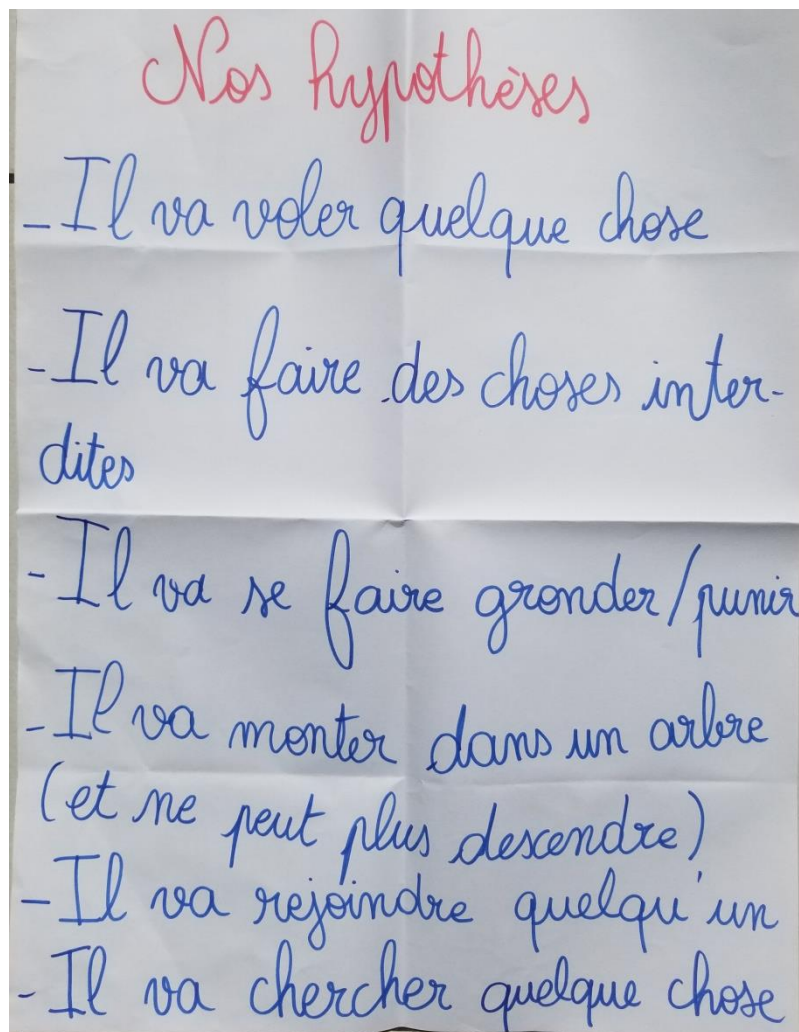 Nos hypothèses
-Il va voler quelque chose
-Il va faire des choses inter-
dites
-Il va se faire gronder/punir
-Il va monter dans un arbre
(et ne peut plus descendre)
-Il va rejoindre quelqu'un
-Il va chercher quelque chose